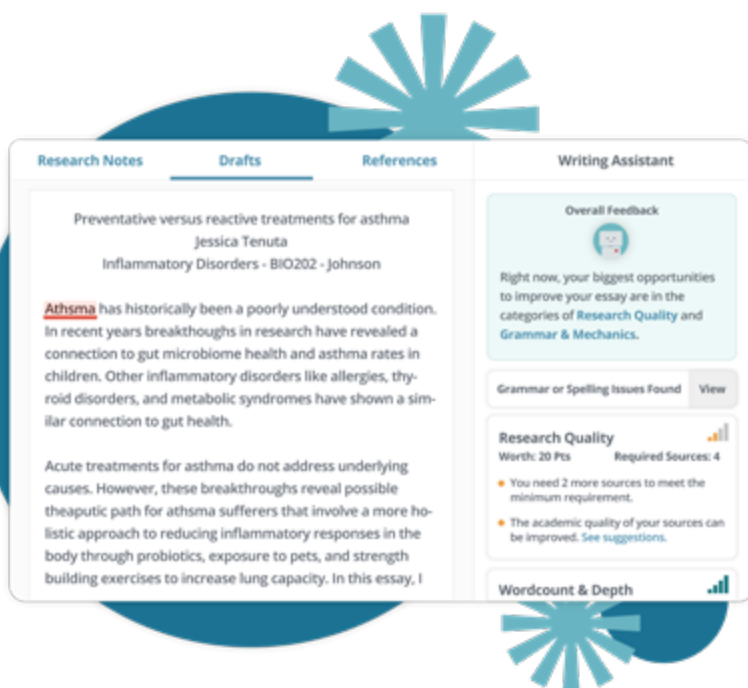 Research Notes
Drafts
References
Writing Assistant
Preventative versus reactive treatments for asthma
Jessica Tenuta
Inflammatory Disorders - BIO202 - Johnson
Athsma has historically been a poorly understood condition.
In recent years breakthoughs in research have revealed a
connection to gut microbiome health and asthma rates in
children. Other inflammatory disorders like allergies, thy-
roid disorders, and metabolic syndromes have shown a sim-
ilar connection to gut health.
Acute treatments for asthma do not address underlying
causes. However, these breakthroughs reveal possible
theaputic path for athsma sufferers that involve a more ho-
listic approach to reducing inflammatory responses in the
body through probiotics, exposure to pets, and strength
building exercises to increase lung capacity. In this essay, I
Overall Feedback
Right now, your biggest opportunities
to improve your essay are in the
categories of Research Quality and
Grammar & Mechanics.
Grammar or Spelling Issues Found
View
Research Quality
Worth: 20 Pts
Required Sources: 4
You need 2 more sources to meet the
minimum requirement.
The academic quality of your sources can
be improved. See suggestions.
Wordcount & Depth